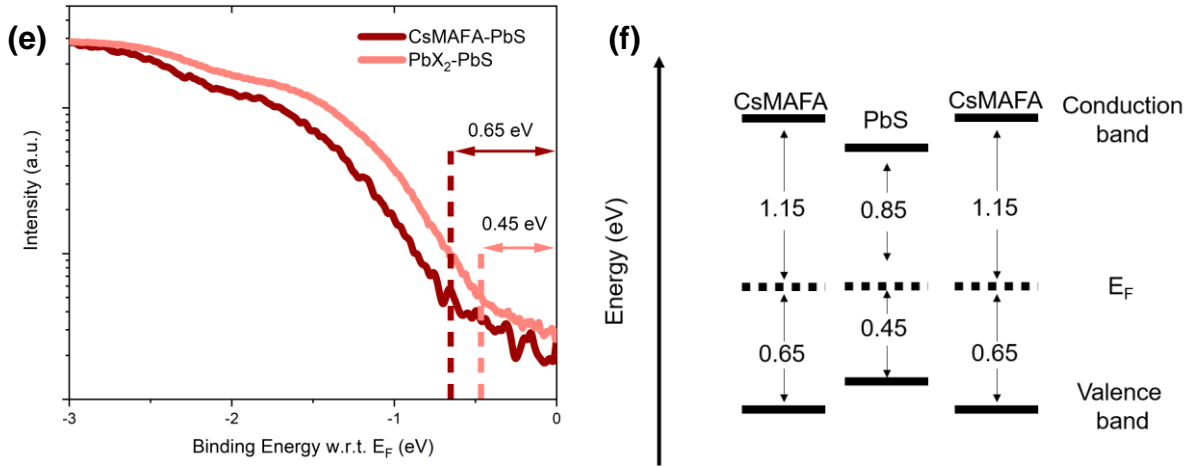 (e)
CsMAFA-PbS
PbX₂-PbS
0.65 eV
0.45 eV
Intensity (a.u.)
-3
-2
-1
0
Binding Energy w.r.t. E_F (eV)
(f)
Energy (eV)
CsMAFA
PbS
CsMAFA
Conduction
band
1.15
0.85
1.15
E_F
0.65
0.45
0.65
Valence
band